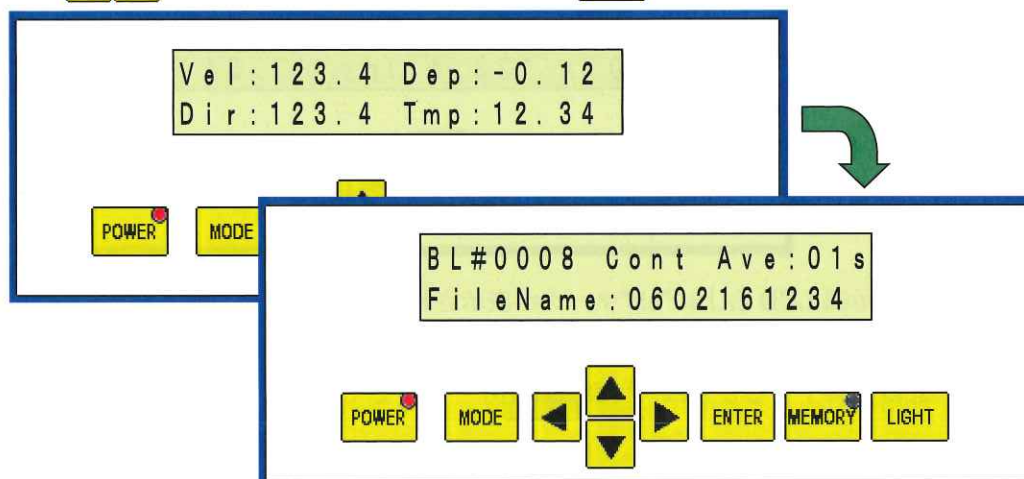 Vel:123.4 Dep:-0.12
Dir:123.4 Tmp:12.34
POWER MODE
BL#0008 Cont Ave:01s
FileName:0602161234
POWER MODE ENTER MEMORY LIGHT